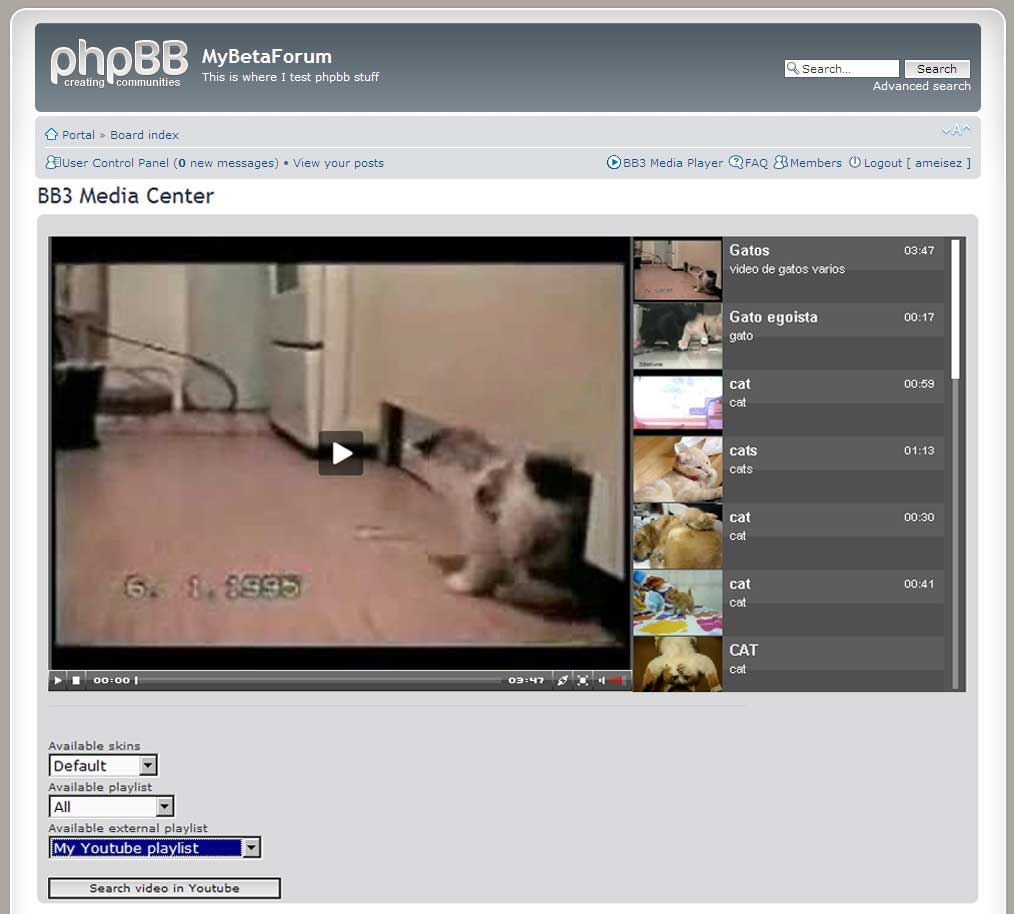 phpBB
creating communities
MyBetaForum
This is where I test phpbb stuff
Search...
Search
Advanced search
Portal » Board index
A
User Control Panel (0 new messages) • View your posts
BB3 Media Player FAQ Members Logout [ ameisez ]
BB3 Media Center
6. 1.1995
Gatos 03:47
video de gatos varios
Gato egoista 00:17
gato
cat 00:59
cat
cats 01:13
cats
cat 00:30
cat
cat 00:41
cat
CAT
cat
00:00 03:47
Available skins
Default
Available playlist
All
Available external playlist
My Youtube playlist
Search video in Youtube